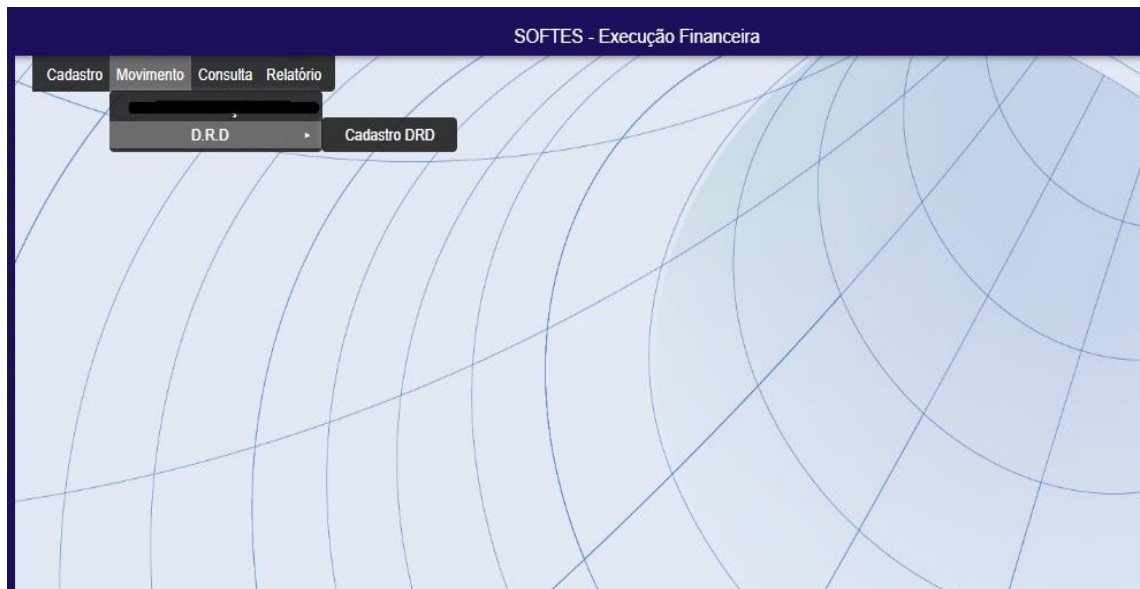 SOFTES - Execução Financeira
Cadastro Movimento Consulta Relatório
D.R.D Cadastro DRD